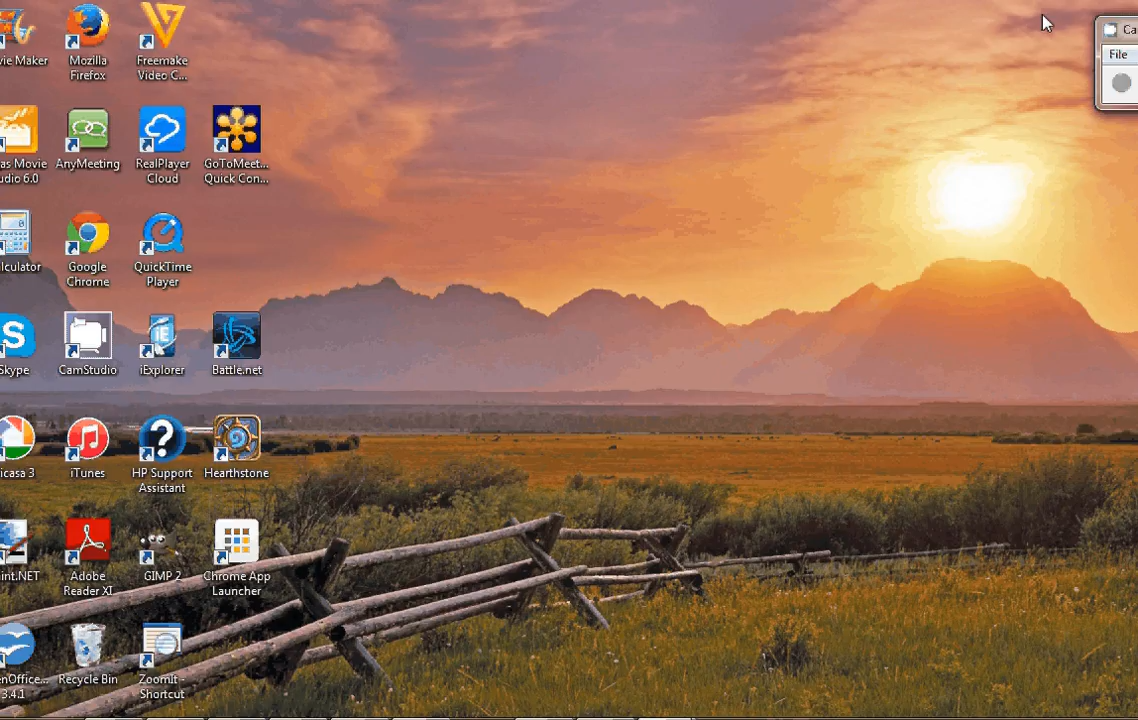 vie Maker
Mozilla
Firefox
Freemake
Video C...
as Movie
udio 6.0
AnyMeeting
RealPlayer
Cloud
GoToMeet...
Quick Con...
lculator
Google
Chrome
QuickTime
Player
Skype
CamStudio
iExplorer
Battle.net
icasa 3
iTunes
HP Support
Assistant
Hearthstone
int.NET
Adobe
Reader XI
GIMP 2
Chrome App
Launcher
enOffice...
3.4.1
Recycle Bin
ZoomIt -
Shortcut
Ca
File